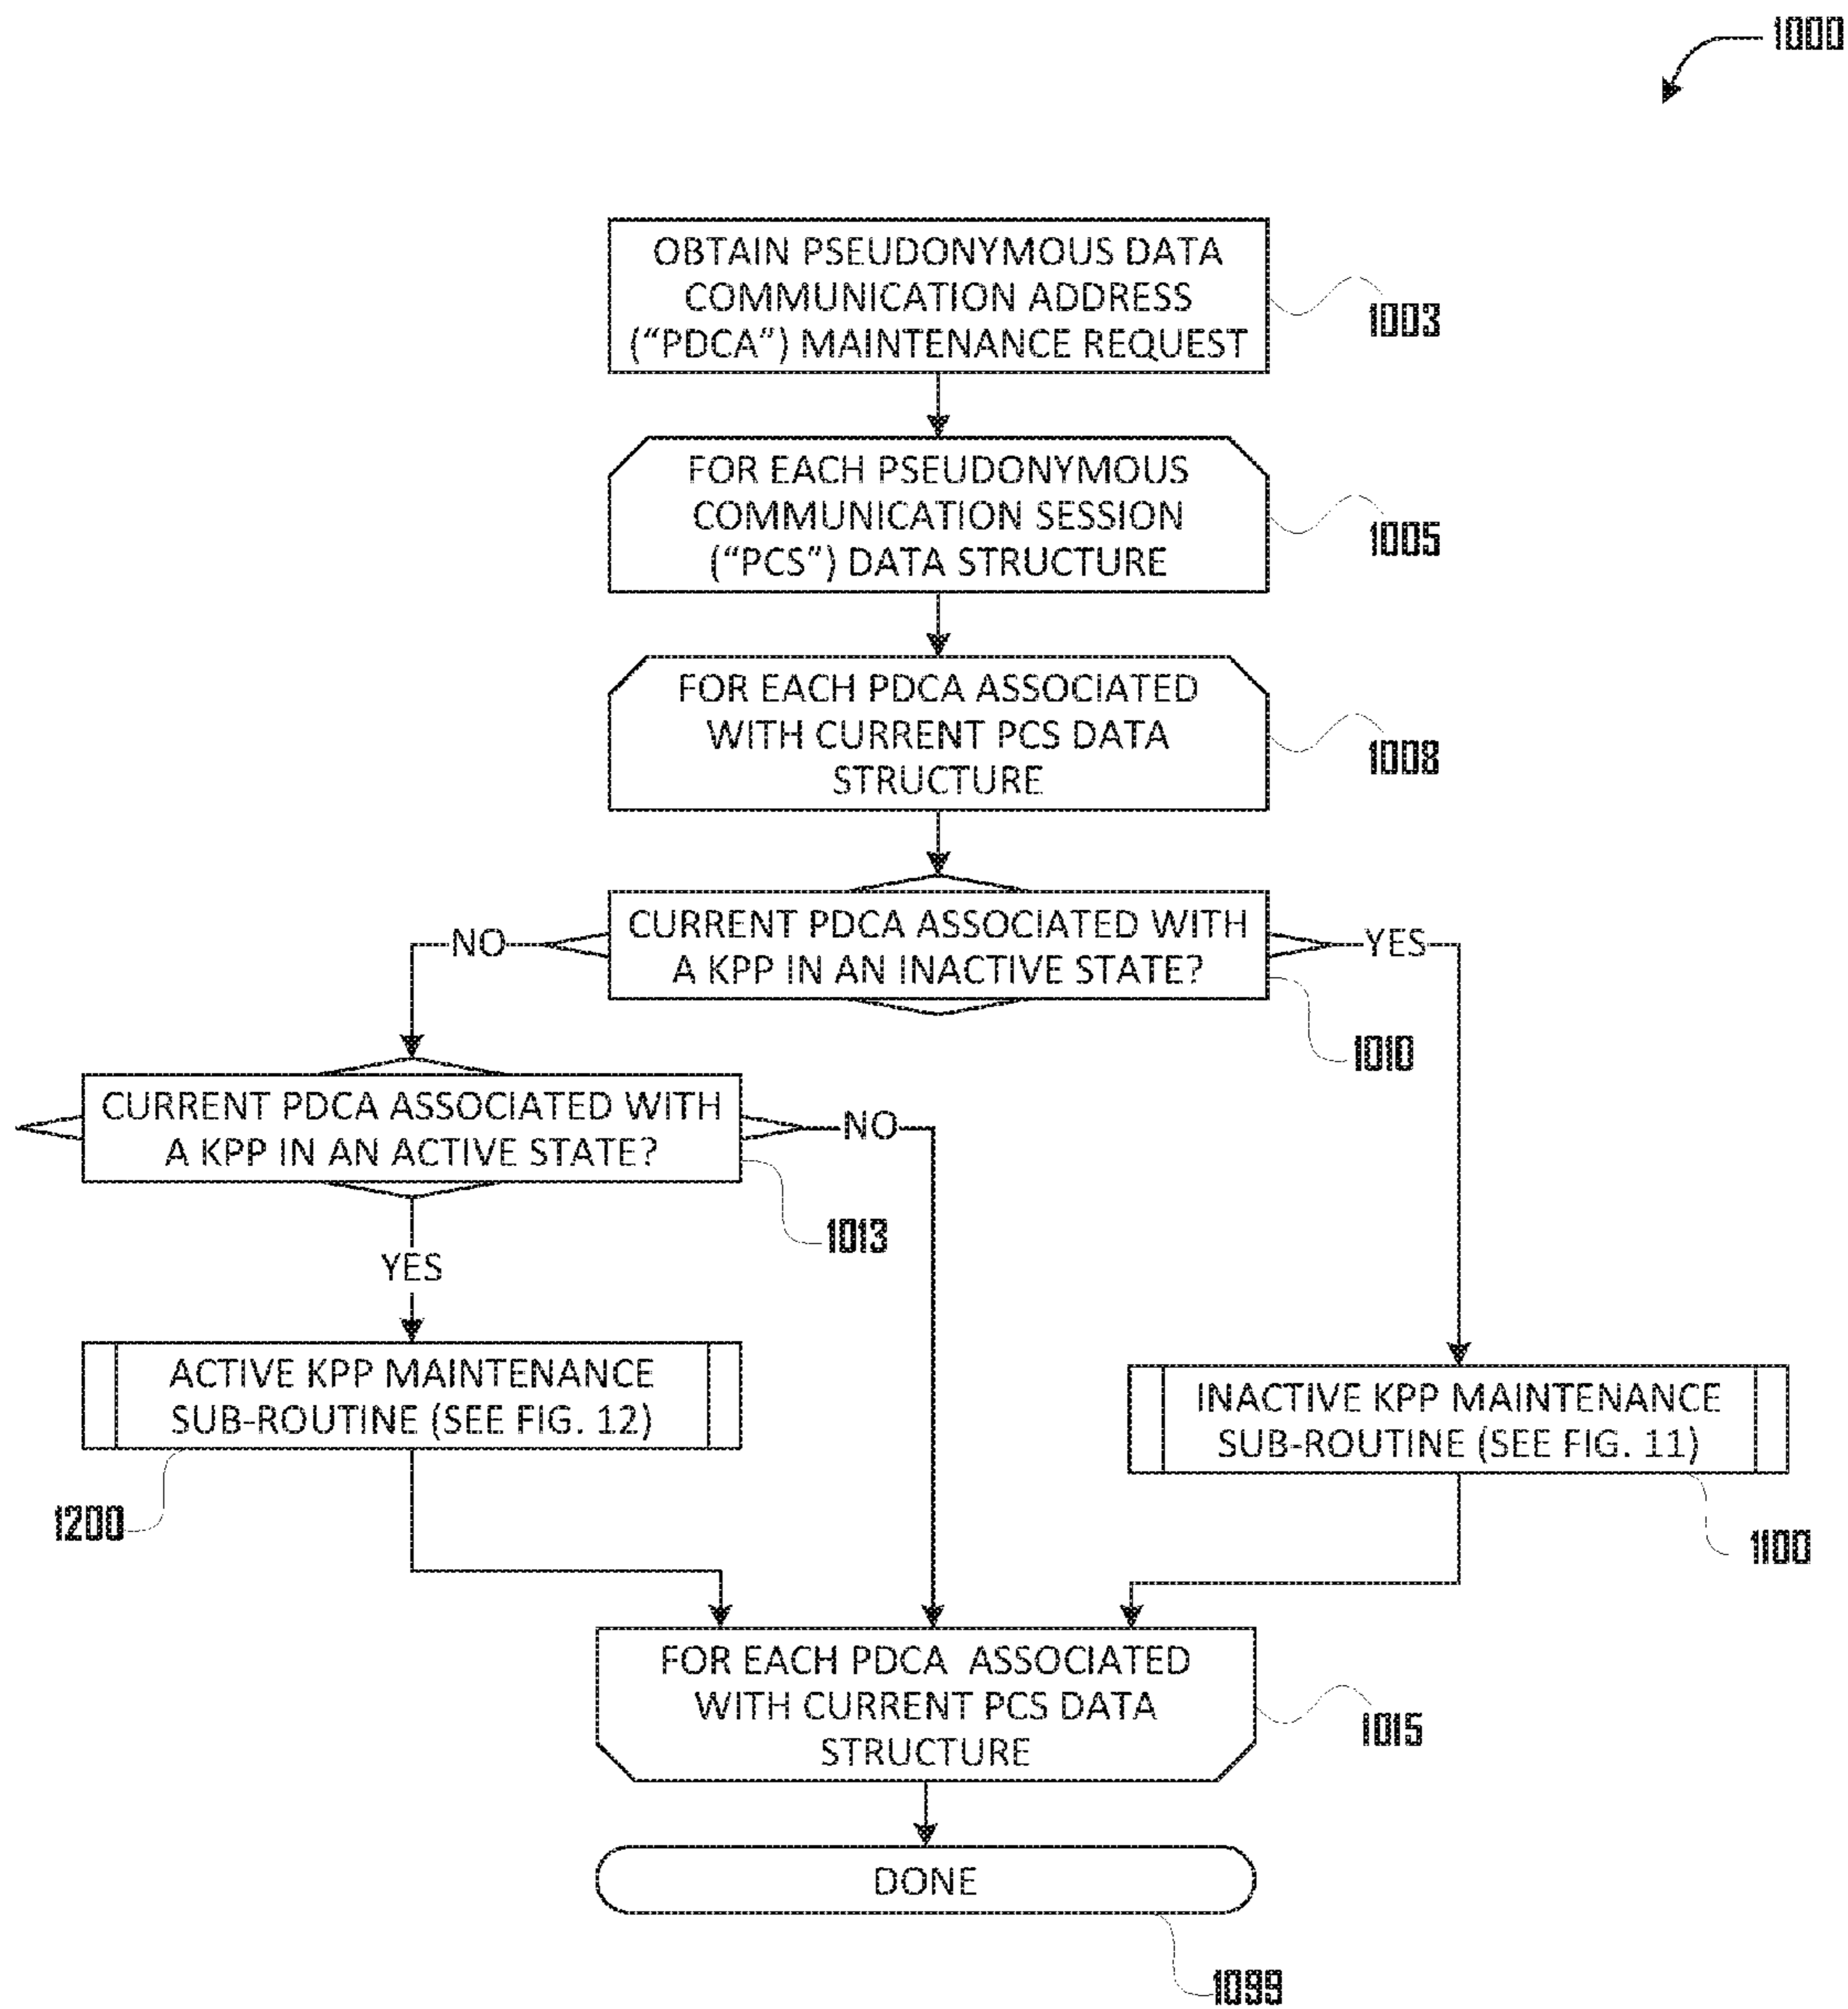 1000
OBTAIN PSEUDONYMOUS DATA
COMMUNICATION ADDRESS
(“PDCA”) MAINTENANCE REQUEST
1003
FOR EACH PSEUDONYMOUS
COMMUNICATION SESSION
(“PCS”) DATA STRUCTURE
1005
FOR EACH PDCA ASSOCIATED
WITH CURRENT PCS DATA
STRUCTURE
1008
CURRENT PDCA ASSOCIATED WITH
A KPP IN AN INACTIVE STATE?
NO
YES
1010
CURRENT PDCA ASSOCIATED WITH
A KPP IN AN ACTIVE STATE?
NO
1013
YES
ACTIVE KPP MAINTENANCE
SUB-ROUTINE (SEE FIG. 12)
1200
INACTIVE KPP MAINTENANCE
SUB-ROUTINE (SEE FIG. 11)
1100
FOR EACH PDCA ASSOCIATED
WITH CURRENT PCS DATA
STRUCTURE
1015
DONE
1099